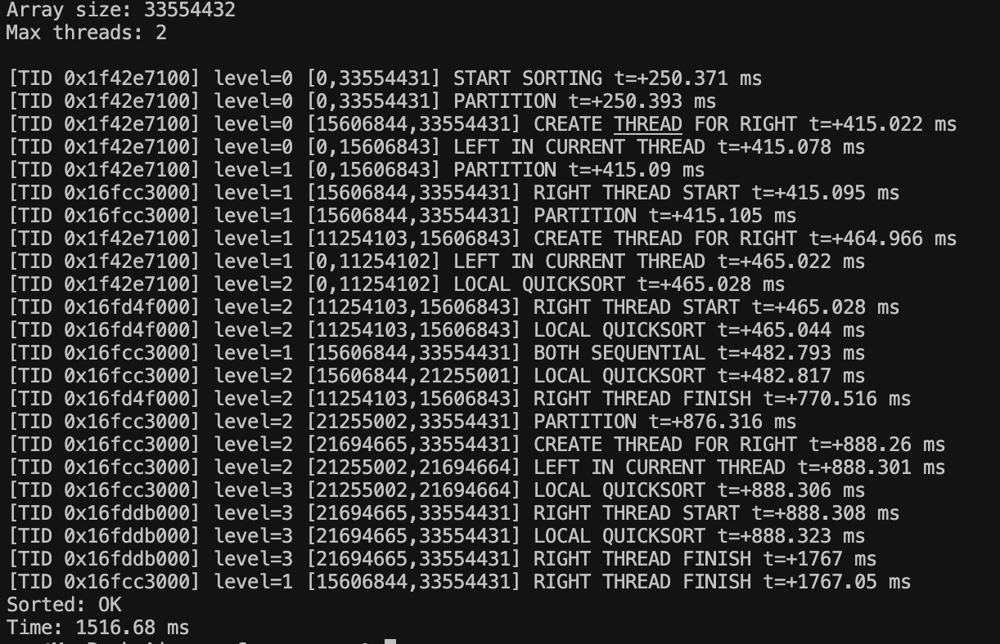 Array size: 33554432
Max threads: 2
[TID 0x1f42e7100] level=0 [0,33554431] START SORTING t=+250.371 ms
[TID 0x1f42e7100] level=0 [0,33554431] PARTITION t=+250.393 ms
[TID 0x1f42e7100] level=0 [15606844,33554431] CREATE THREAD FOR RIGHT t=+415.022 ms
[TID 0x1f42e7100] level=0 [0,15606843] LEFT IN CURRENT THREAD t=+415.078 ms
[TID 0x1f42e7100] level=1 [0,15606843] PARTITION t=+415.09 ms
[TID 0x16fcc3000] level=1 [15606844,33554431] RIGHT THREAD START t=+415.095 ms
[TID 0x16fcc3000] level=1 [15606844,33554431] PARTITION t=+415.105 ms
[TID 0x1f42e7100] level=1 [11254103,15606843] CREATE THREAD FOR RIGHT t=+464.966 ms
[TID 0x1f42e7100] level=1 [0,11254102] LEFT IN CURRENT THREAD t=+465.022 ms
[TID 0x1f42e7100] level=2 [0,11254102] LOCAL QUICKSORT t=+465.028 ms
[TID 0x16fd4f000] level=2 [11254103,15606843] RIGHT THREAD START t=+465.028 ms
[TID 0x16fd4f000] level=2 [11254103,15606843] LOCAL QUICKSORT t=+465.044 ms
[TID 0x16fcc3000] level=1 [15606844,33554431] BOTH SEQUENTIAL t=+482.793 ms
[TID 0x16fcc3000] level=2 [15606844,21255001] LOCAL QUICKSORT t=+482.817 ms
[TID 0x16fd4f000] level=2 [11254103,15606843] RIGHT THREAD FINISH t=+770.516 ms
[TID 0x16fcc3000] level=2 [21255002,33554431] PARTITION t=+876.316 ms
[TID 0x16fcc3000] level=2 [21694665,33554431] CREATE THREAD FOR RIGHT t=+888.26 ms
[TID 0x16fcc3000] level=2 [21255002,21694664] LEFT IN CURRENT THREAD t=+888.301 ms
[TID 0x16fcc3000] level=3 [21255002,21694664] LOCAL QUICKSORT t=+888.306 ms
[TID 0x16fddb000] level=3 [21694665,33554431] RIGHT THREAD START t=+888.308 ms
[TID 0x16fddb000] level=3 [21694665,33554431] LOCAL QUICKSORT t=+888.323 ms
[TID 0x16fddb000] level=3 [21694665,33554431] RIGHT THREAD FINISH t=+1767 ms
[TID 0x16fcc3000] level=1 [15606844,33554431] RIGHT THREAD FINISH t=+1767.05 ms
Sorted: OK
Time: 1516.68 ms